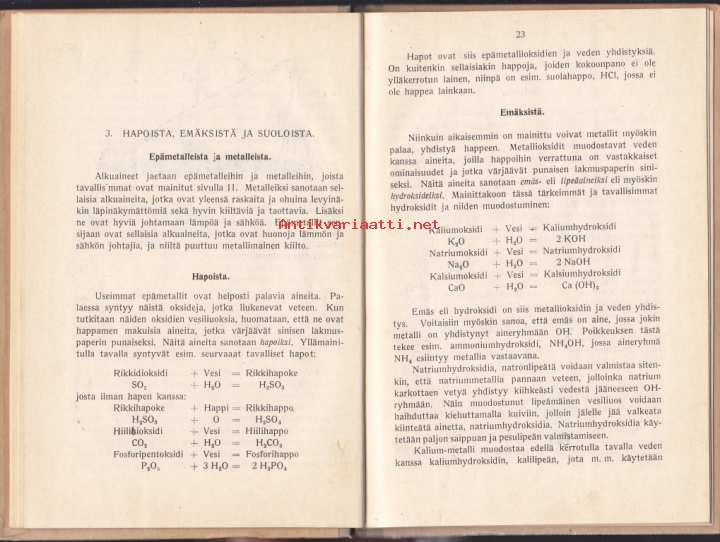 3. HAPOISTA, EMÄKSISTÄ JA SUOLOISTA.
Epämetalleista ja metalleista.
Alkuaineet jaetaan epämetalleihin ja metalleihin, joista
tavallisimmat ovat mainitut sivulla 11. Metalleiksi sanotaan sel-
laisia alkuaineita, jotka ovat yleensä raskaita ja ohuina levyinä-
kin läpinäkymättömiä sekä hyvin kiiltäviä ja taottavia. Lisäksi
ne ovat hyviä johtamaan lämpöä ja sähköä. Epämetallit
sijaan ovat sellaisia alkuaineita, jotka ovat huonoja lämmön ja
sähkön johtajia, ja niiltä puuttuu metallimainen kiilto.
Hapoista.
Useimmat epämetallit ovat helposti palavia aineita. Pa-
laessa syntyy näistä oksideja, jotka liukenevat veteen. Kun
tutkitaan näiden oksidien vesiliuoksia, huomataan, että ne ovat
happamen makuisia aineita, jotka värjäävät sinisen lakmus-
paperin punaiseksi. Näitä aineita sanotaan hapoiksi. Yllämaini-
tulla tavalla syntyvät esim. seuraavat tavalliset hapot:
Rikkidioksidi + Vesi = Rikkihapoke
SO₂ + H₂O = H₂SO₃
josta ilman hapen kanssa:
Rikkihapoke + Happi = Rikkihappo
H₂SO₃ + O = H₂SO₄
Hiilidioksidi + Vesi = Hiilihappo
CO₂ + H₂O = H₂CO₃
Fosforipentoksidi + Vesi = Fosforihappo
P₂O₅ + 3 H₂O = 2 H₃PO₄
23
Hapot ovat siis epämetallioksidien ja veden yhdistyksiä.
On kuitenkin sellaisiakin happoja, joiden kokoonpano ei ole
ylläkerrotun lainen, niinpä on esim. suolahappo, HCl, jossa ei
ole happea lainkaan.
Emäksistä.
Niinkuin aikaisemmin on mainittu voivat metallit myöskin
palaa, yhdistyä happeen. Metallioksidit muodostavat veden
kanssa aineita, joilla happoihin verrattuna on vastakkaiset
ominaisuudet ja jotka värjäävät punaisen lakmuspaperin sini-
seksi. Näitä aineita sanotaan emäs- eli lipeäaineiksi eli myöskin
hydroksideiksi. Mainittakoon tässä tärkeimmät ja tavallisimmat
hydroksidit ja niiden muodostuminen:
Kaliumoksidi + Vesi = Kaliumhydroksidi
K₂O + H₂O = 2 KOH
Natriumoksidi + Vesi = Natriumhydroksidi
Na₂O + H₂O = 2 NaOH
Kalsiumoksidi + Vesi = Kalsiumhydroksidi
CaO + H₂O = Ca (OH)₂
Emäs eli hydroksidi on siis metallioksidin ja veden yhdis-
tys. Voitaisiin myöskin sanoa, että emäs on aine, jossa jokin
metalli on yhdistynyt aineryhmään OH. Poikkeuksen tästä
tekee esim. ammoniumhydroksidi, NH₄OH, jossa aineryhmä
NH₄ esiintyy metallia vastaavana.
Natriumhydroksidia, natronlipeätä voidaan valmistaa siten-
kin, että natriummetallia pannaan veteen, jolloinka natrium
karkottaen vetyä yhdistyy kiihkeästi vedestä jääneeseen OH-
ryhmään. Näin muodostunut lipeämäinen vesiliuos voidaan
haihduttaa kiehuttamalla kuiviin, jolloin jälelle jää valkeata
kiinteätä ainetta, natriumhydroksidia. Natriumhydroksidia käy-
tetään paljon saippuan ja pesulipeän valmistamiseen.
Kalium-metalli muodostaa edellä kerrotulla tavalla veden
kanssa kaliumhydroksidin, kalilipeän, jota m. m. käytetään
Antikvariaatti.net